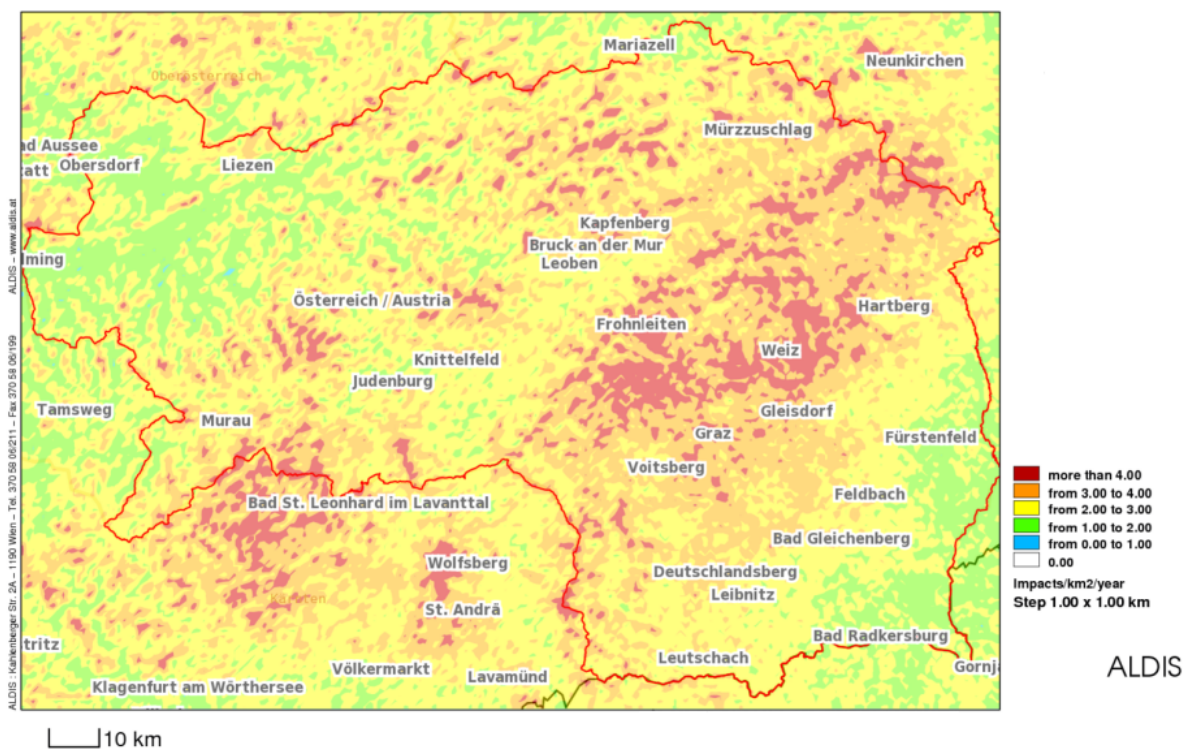 Mariazell
Neunkirchen
Oberösterreich
Mürzzuschlag
ad Aussee
tatt
Obersdorf
Liezen
Kapfenberg
Bruck an der Mur
Leoben
lming
Österreich / Austria
Hartberg
Frohnleiten
Weiz
Knittelfeld
Judenburg
Tamsweg
Murau
Gleisdorf
Graz
Fürstenfeld
Voitsberg
Feldbach
Bad St. Leonhard im Lavanttal
Bad Gleichenberg
Wolfsberg
Deutschlandsberg
Leibnitz
Kärnten
St. Andrä
tritz
Bad Radkersburg
Leutschach
Gornja
Völkermarkt
Lavamünd
Klagenfurt am Wörthersee
10 km
ALDIS : Kahlenberger Str. 2A – 1190 Wien – Tel. 370 58 06/211 – Fax 370 58 06/199 ALDIS – www.aldis.at
more than 4.00
from 3.00 to 4.00
from 2.00 to 3.00
from 1.00 to 2.00
from 0.00 to 1.00
0.00
Impacts/km2/year
Step 1.00 x 1.00 km
ALDIS